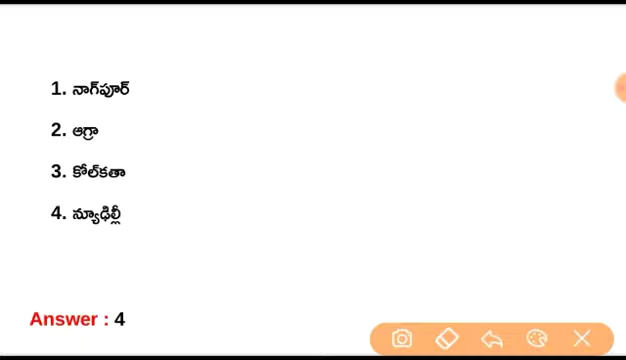 1. నాగ్‌పూర్
2. ఆగ్రా
3. కోల్‌కతా
4. న్యూఢిల్లీ
Answer : 4